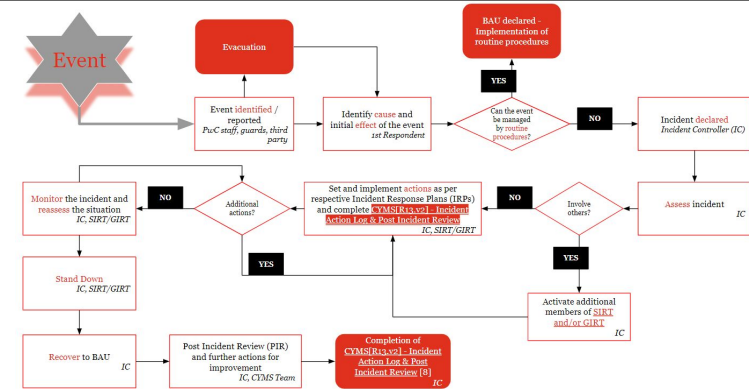 Event
Evacuation
BAU declared -
Implementation of
routine procedures
YES
Event identified /
reported
PwC staff, guards, third
party
Identify cause and
initial effect of the event
1st Respondent
Can the event
be managed
by routine
procedures?
NO
Incident declared
Incident Controller (IC)
Monitor the incident and
reassess the situation
IC, SIRT/GIRT
NO
Additional
actions?
Set and implement actions as per
respective Incident Response Plans (IRPs)
and complete CYMS[R13.v2] - Incident
Action Log & Post Incident Review
IC, SIRT/GIRT
NO
Involve
others?
Assess incident
IC
YES
YES
Stand Down
IC, SIRT/GIRT
Activate additional
members of SIRT
and/or GIRT
IC
Recover to BAU
IC
Post Incident Review (PIR)
and further actions for
improvement
IC, CYMS Team
Completion of
CYMS[R13.v2] - Incident
Action Log & Post
Incident Review [8]
IC